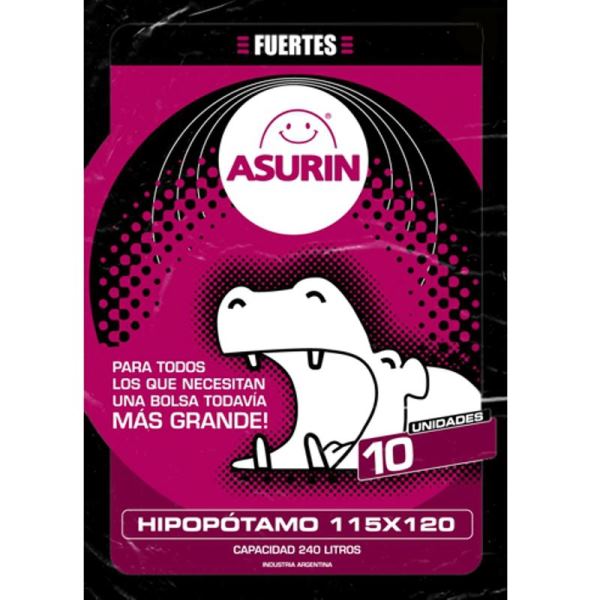 FUERTES
ASURIN®
PARA TODOS
LOS QUE NECESITAN
UNA BOLSA TODAVÍA
MÁS GRANDE!
10 UNIDADES
HIPOPÓTAMO 115X120
CAPACIDAD 240 LITROS
INDUSTRIA ARGENTINA